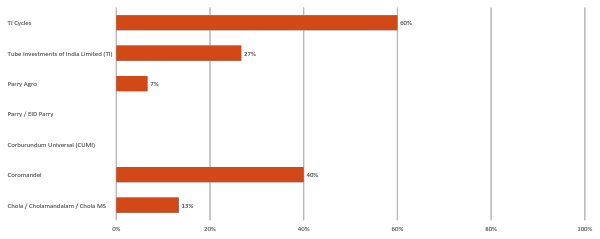 TI Cycles
60%
Tube Investments of India Limited (TI)
27%
Parry Agro
7%
Parry / EID Parry
Corburundum Universal (CUMI)
Coromandel
40%
Chola / Cholamandalam / Chola MS
13%
0% 20% 40% 60% 80% 100%